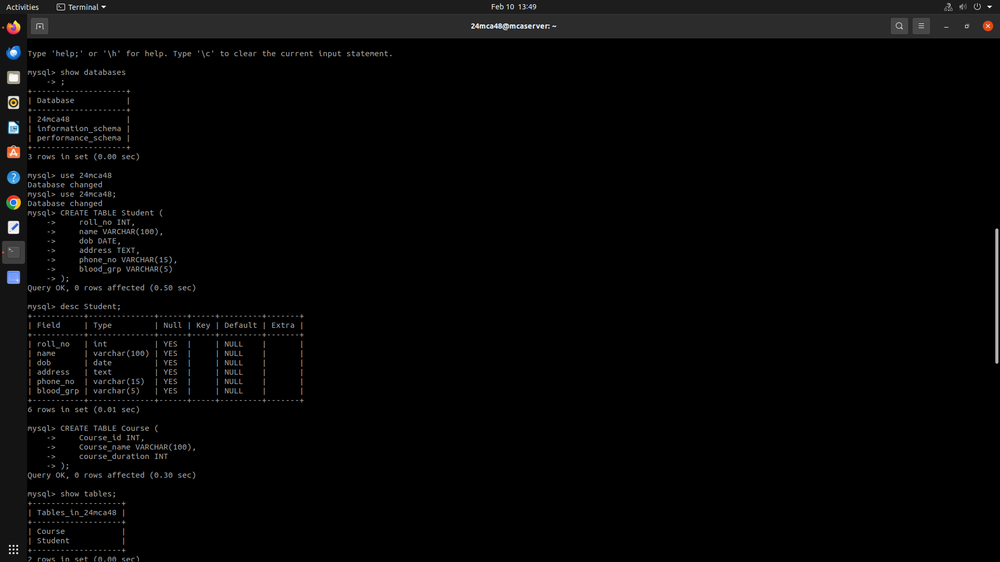 Activities
Terminal
Feb 10 13:49
24mca48@mcaserver: ~
Type 'help;' or '\h' for help. Type '\c' to clear the current input statement.
mysql> show databases
    -> ;
+--------------------+
| Database           |
+--------------------+
| 24mca48            |
| information_schema |
| performance_schema |
+--------------------+
3 rows in set (0.00 sec)
mysql> use 24mca48
Database changed
mysql> use 24mca48;
Database changed
mysql> CREATE TABLE Student (
    ->     roll_no INT,
    ->     name VARCHAR(100),
    ->     dob DATE,
    ->     address TEXT,
    ->     phone_no VARCHAR(15),
    ->     blood_grp VARCHAR(5)
    -> );
Query OK, 0 rows affected (0.50 sec)
mysql> desc Student;
+-----------+--------------+------+-----+---------+-------+
| Field     | Type         | Null | Key | Default | Extra |
+-----------+--------------+------+-----+---------+-------+
| roll_no   | int          | YES  |     | NULL    |       |
| name      | varchar(100) | YES  |     | NULL    |       |
| dob       | date         | YES  |     | NULL    |       |
| address   | text         | YES  |     | NULL    |       |
| phone_no  | varchar(15)  | YES  |     | NULL    |       |
| blood_grp | varchar(5)   | YES  |     | NULL    |       |
+-----------+--------------+------+-----+---------+-------+
6 rows in set (0.01 sec)
mysql> CREATE TABLE Course (
    ->     Course_id INT,
    ->     Course_name VARCHAR(100),
    ->     course_duration INT
    -> );
Query OK, 0 rows affected (0.30 sec)
mysql> show tables;
+-------------------+
| Tables_in_24mca48 |
+-------------------+
| Course            |
| Student           |
+-------------------+
2 rows in set (0.00 sec)